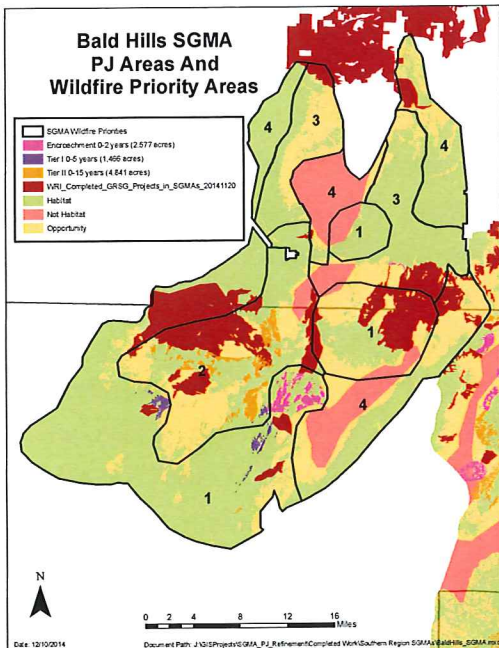 Bald Hills SGMA
PJ Areas And
Wildfire Priority Areas
SGMA Wildfire Priorities
Encroachment 0-2 years (2,577 acres)
Tier I 0-5 years (1,466 acres)
Tier II 0-15 years (4,841 acres)
WRI_Completed_GRSG_Projects_in_SGMAs_20141120
Habitat
Not Habitat
Opportunity
4
3
4
4
3
1
1
2
4
1
N
0 2 4 8 12 16
Miles
Date: 12/10/2014
Document Path: J:\GISProjects\SGMA_PJ_Refinement\Completed Work\Southern Region SGMAs\BaldHills_SGMA.mxd